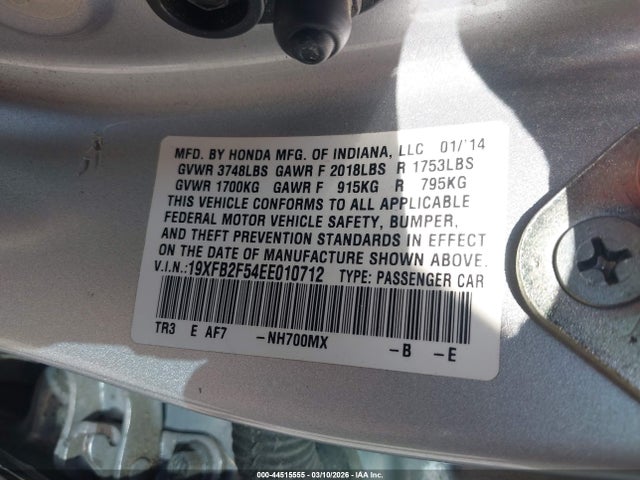 MFD. BY HONDA MFG. OF INDIANA, LLC 01/'14
GVWR 3748LBS GAWR F 2018LBS R 1753LBS
GVWR 1700KG GAWR F 915KG R 795KG
THIS VEHICLE CONFORMS TO ALL APPLICABLE
FEDERAL MOTOR VEHICLE SAFETY, BUMPER,
AND THEFT PREVENTION STANDARDS IN EFFECT
ON THE DATE OF MANUFACTURE SHOWN ABOVE.
V.I.N.:19XFB2F54EE010712 TYPE: PASSENGER CAR
TR3 E AF7 -NH700MX -B -E
000-44515555 - 03/10/2026 - IAA Inc.